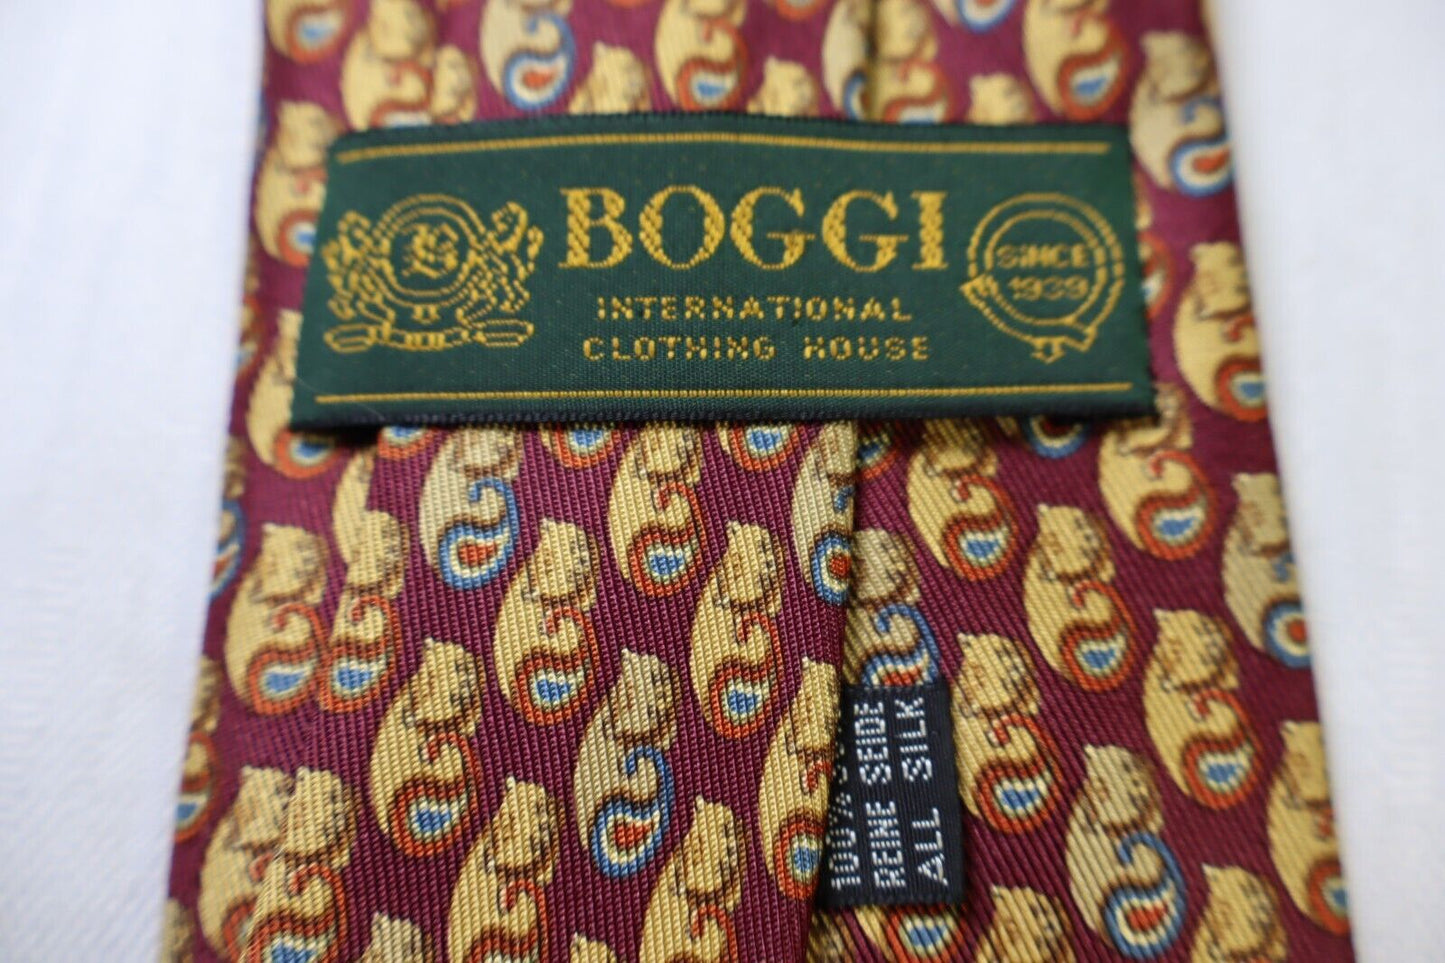 BOGGI
INTERNATIONAL
CLOTHING HOUSE
B
SINCE
1939
REINE SEIDE
ALL SILK